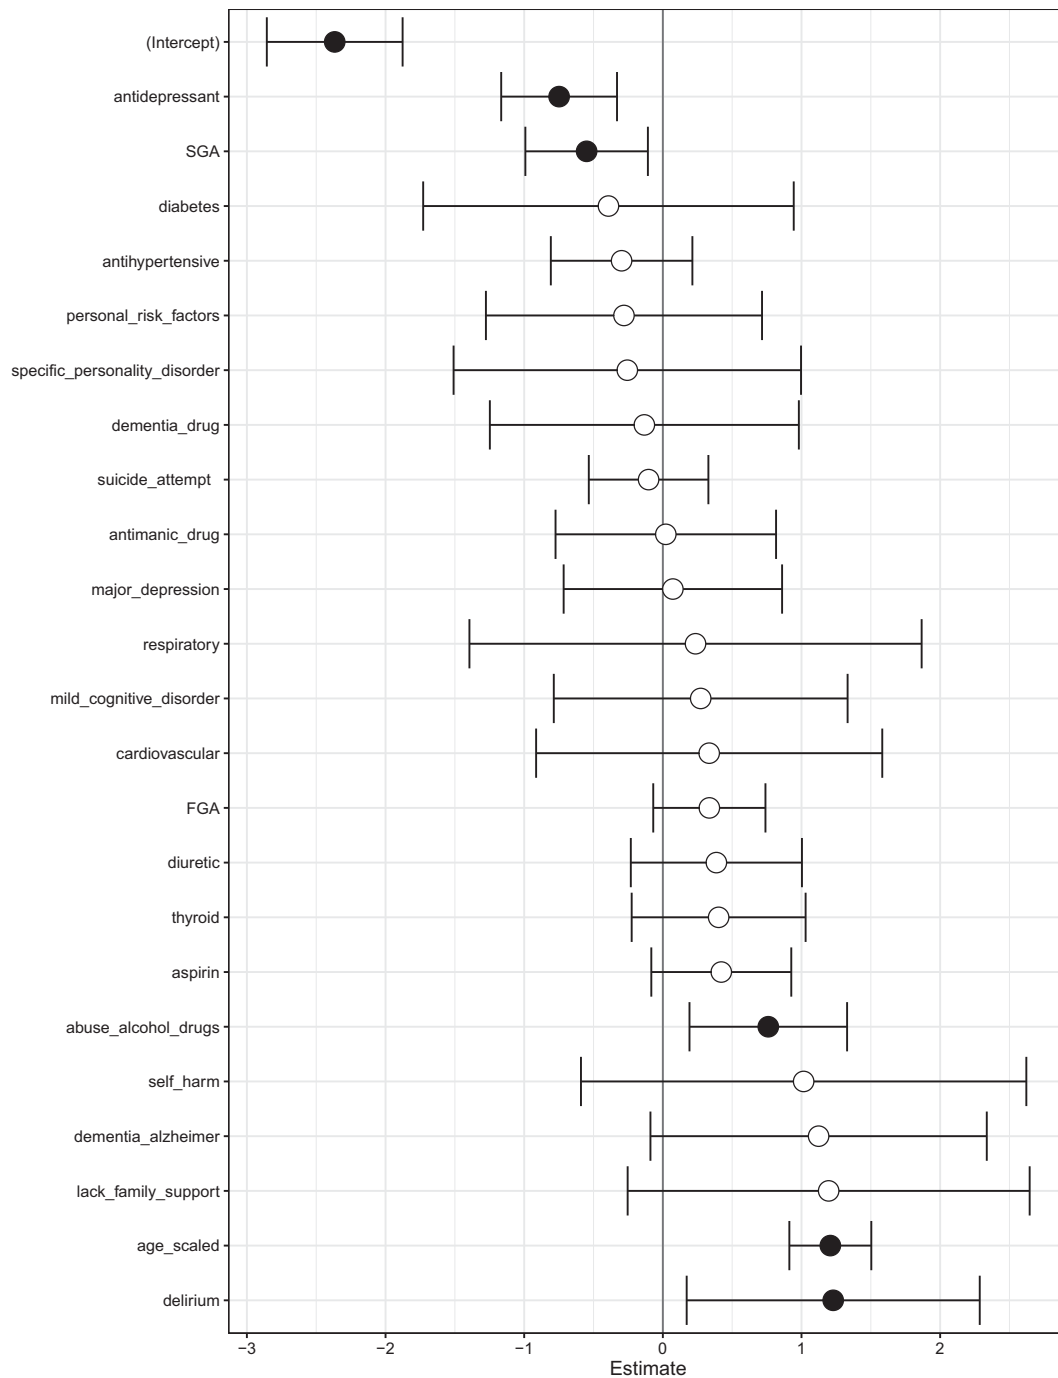 (Intercept)
antidepressant
SGA
diabetes
antihypertensive
personal_risk_factors
specific_personality_disorder
dementia_drug
suicide_attempt
antimanic_drug
major_depression
respiratory
mild_cognitive_disorder
cardiovascular
FGA
diuretic
thyroid
aspirin
abuse_alcohol_drugs
self_harm
dementia_alzheimer
lack_family_support
age_scaled
delirium
−3 −2 −1 0 1 2
Estimate